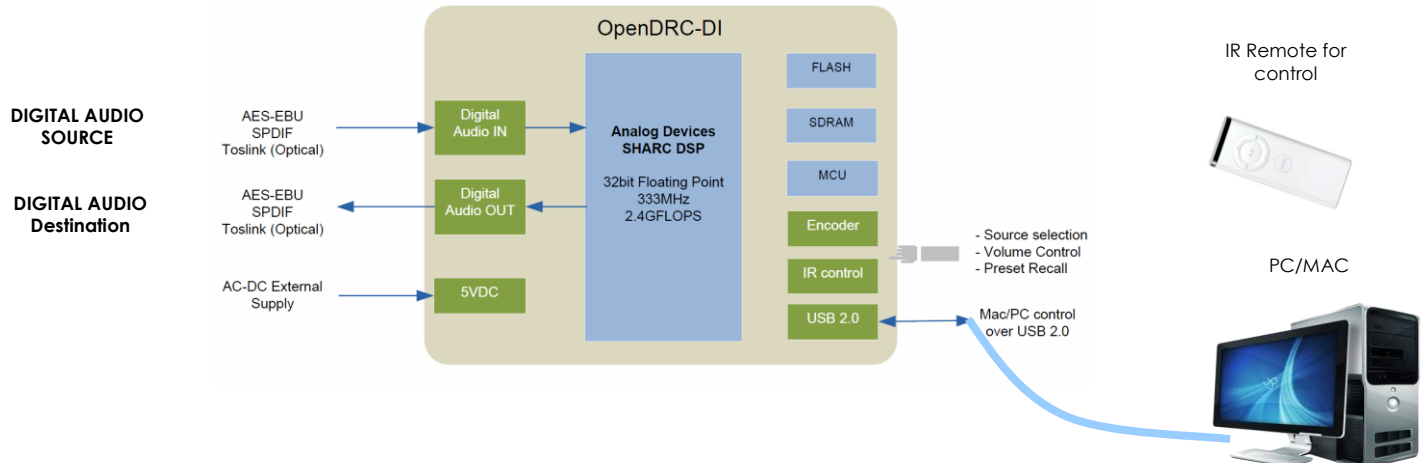 OpenDRC-DI
DIGITAL AUDIO
SOURCE
AES-EBU
SPDIF
Toslink (Optical)
Digital
Audio IN
DIGITAL AUDIO
Destination
AES-EBU
SPDIF
Toslink (Optical)
Digital
Audio OUT
AC-DC External
Supply
5VDC
Analog Devices
SHARC DSP
32bit Floating Point
333MHz
2.4GFLOPS
FLASH
SDRAM
MCU
Encoder
IR control
USB 2.0
- Source selection
- Volume Control
- Preset Recall
Mac/PC control
over USB 2.0
IR Remote for
control
PC/MAC